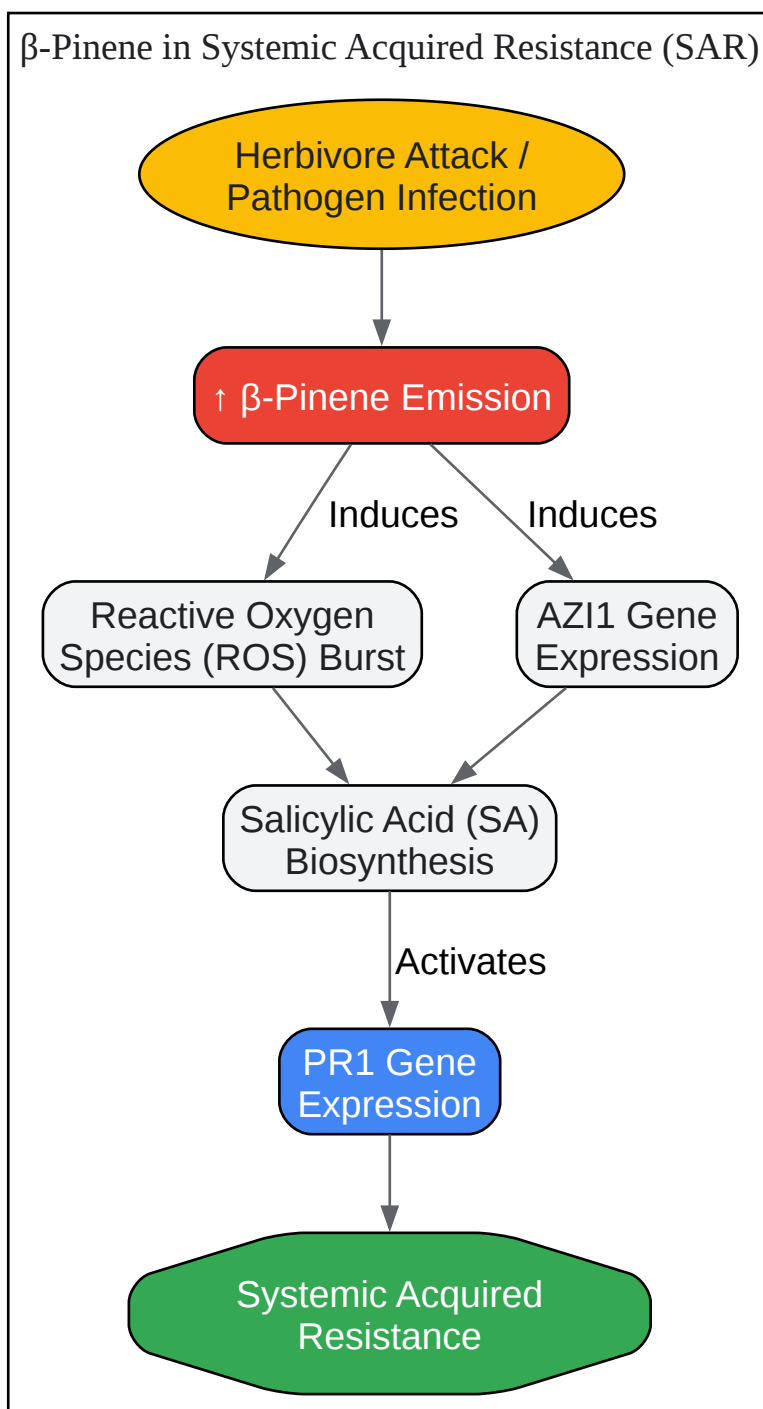 β-Pinene in Systemic Acquired Resistance (SAR)
Herbivore Attack /
Pathogen Infection
↑ β-Pinene Emission
Induces
Induces
Reactive Oxygen
Species (ROS) Burst
AZI1 Gene
Expression
Salicylic Acid (SA)
Biosynthesis
Activates
PR1 Gene
Expression
Systemic Acquired
Resistance